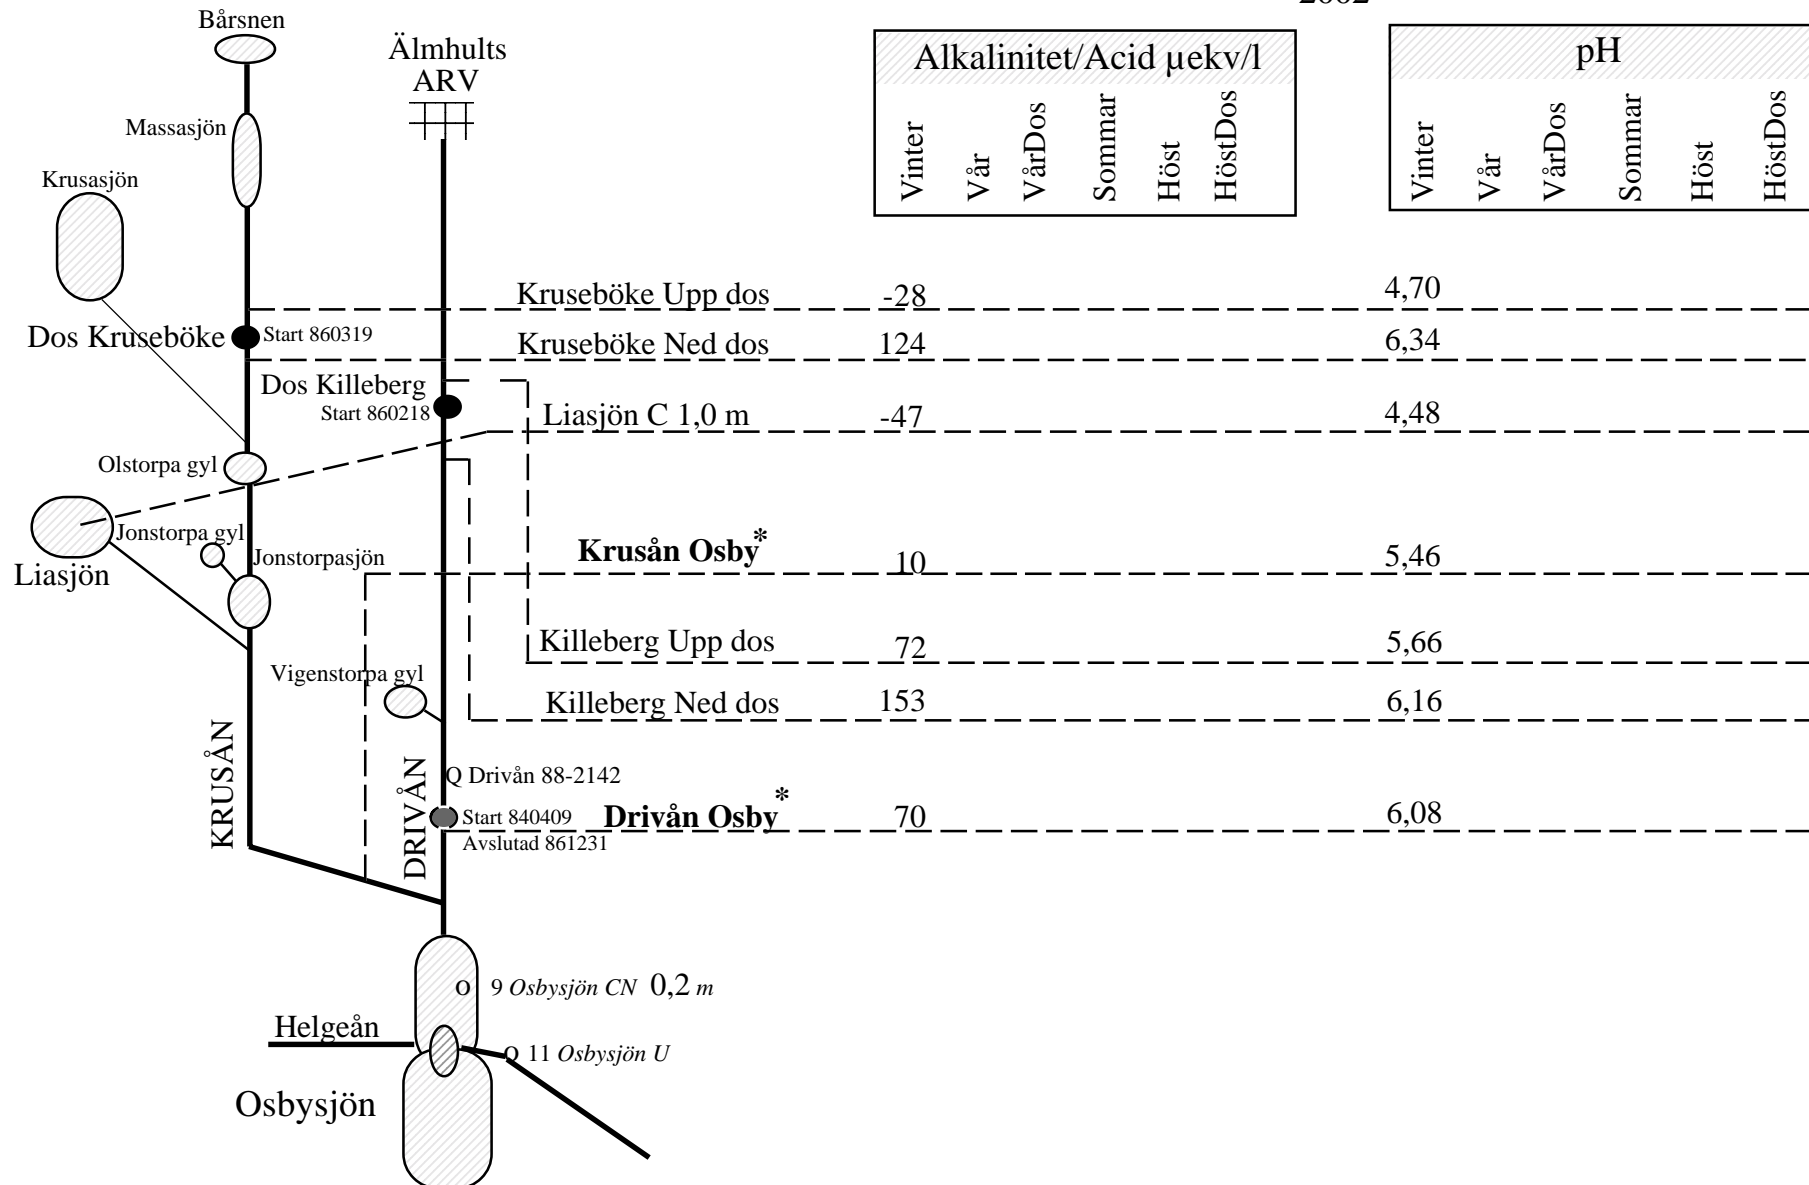 2002
Bårsnen
Älmhults
ARV
Massasjön
Krusasjön
Alkalinitet/Acid µekv/l
Vinter
Vår
VårDos
Sommar
Höst
HöstDos
pH
Vinter
Vår
VårDos
Sommar
Höst
HöstDos
Kruseböke Upp dos -28 4,70
Dos Kruseböke Start 860319
Kruseböke Ned dos 124 6,34
Dos Killeberg
Start 860218
Liasjön C 1,0 m -47 4,48
Olstorpa gyl
Jonstorpa gyl
Jonstorpasjön
Liasjön
Krusån Osby* 10 5,46
Killeberg Upp dos 72 5,66
Vigenstorpa gyl
Killeberg Ned dos 153 6,16
KRUSÅN
DRIVÅN
Q Drivån 88-2142
Start 840409
Drivån Osby* 70 6,08
Avslutad 861231
9 Osbysjön CN 0,2 m
Helgeån
11 Osbysjön U
Osbysjön